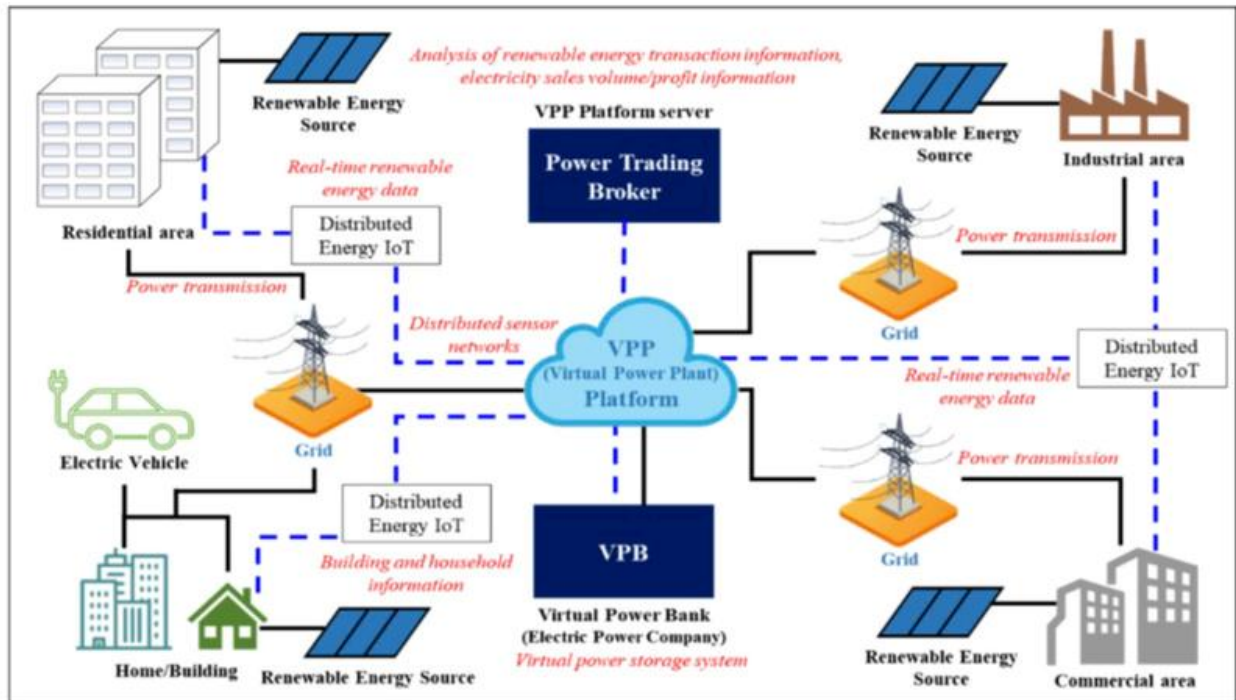 Analysis of renewable energy transaction information,
electricity sales volume/profit information
Renewable Energy
Source
VPP Platform server
Power Trading
Broker
Renewable Energy
Source
Industrial area
Real-time renewable
energy data
Residential area
Distributed
Energy IoT
Power transmission
Power transmission
Grid
Distributed sensor
networks
VPP
(Virtual Power Plant)
Platform
Distributed
Energy IoT
Real-time renewable
energy data
Grid
Electric Vehicle
Power transmission
Distributed
Energy IoT
Grid
Building and household
information
VPB
Virtual Power Bank
(Electric Power Company)
Virtual power storage system
Home/Building
Renewable Energy Source
Renewable Energy
Source
Commercial area